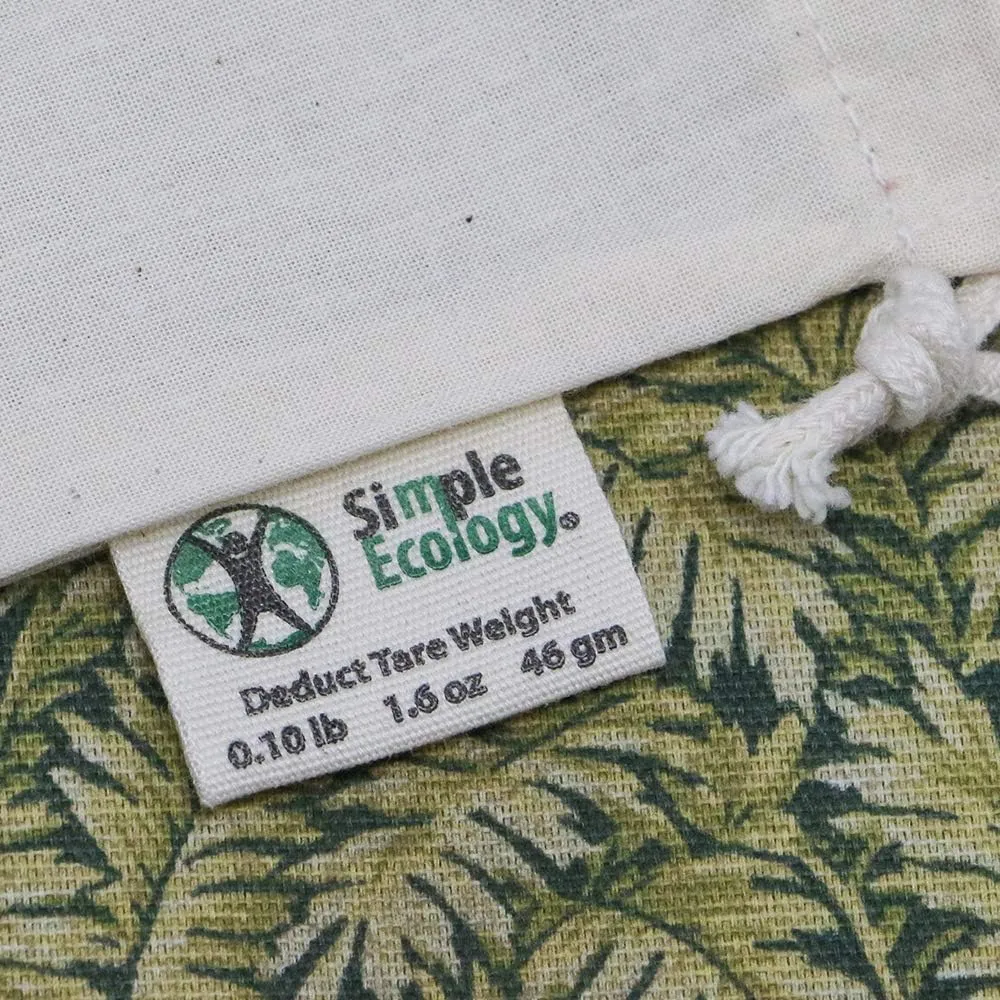 Simple
Ecology®
Deduct Tare Weight
0.10 lb 1.6 oz 46 gm